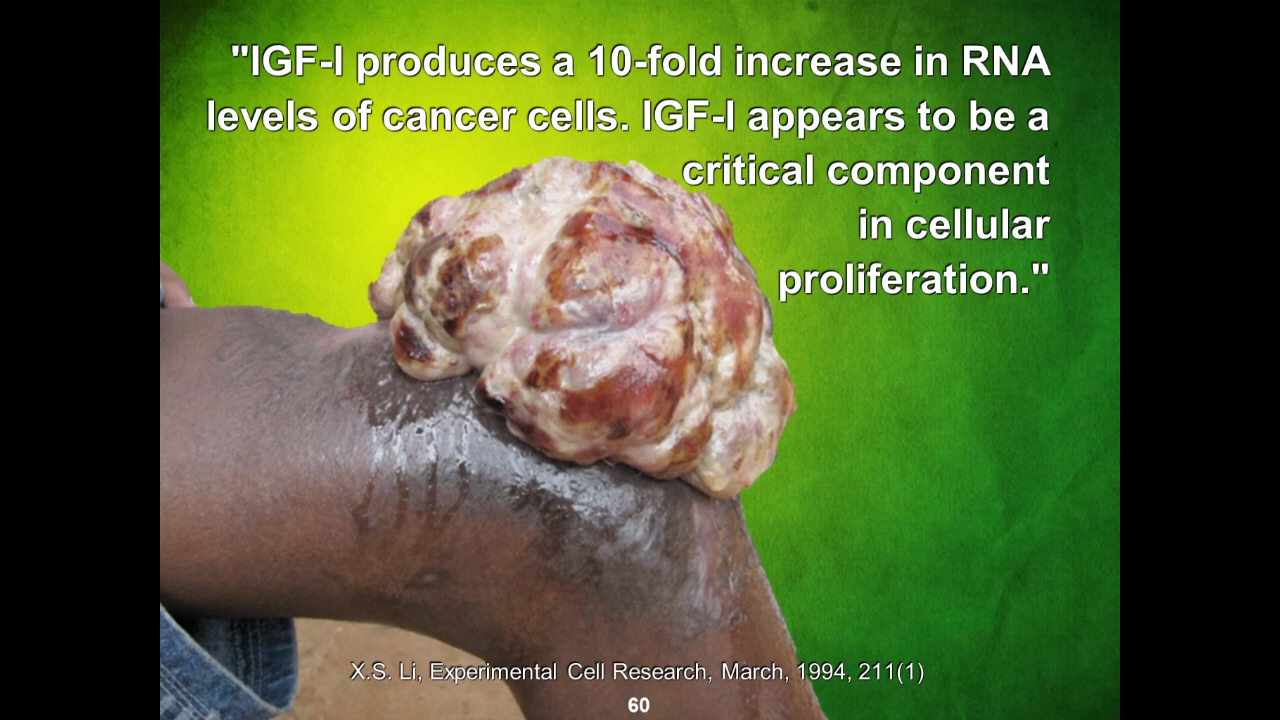 "IGF-I produces a 10-fold increase in RNA
levels of cancer cells. IGF-I appears to be a
critical component
in cellular
proliferation."
X.S. Li, Experimental Cell Research, March, 1994, 211(1)
60